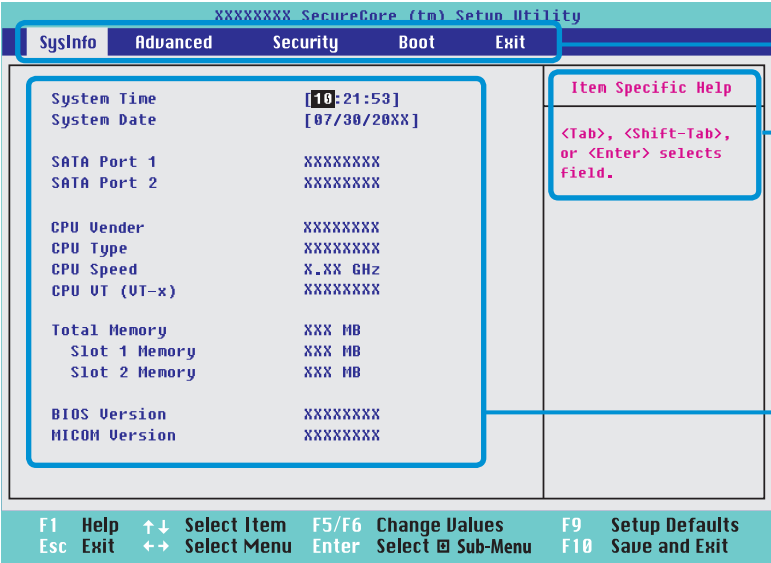 XXXXXXXX SecureCore (tm) Setup Utility
SysInfo Advanced Security Boot Exit
System Time [10:21:53]
System Date [07/30/20XX]
SATA Port 1 XXXXXXXX
SATA Port 2 XXXXXXXX
CPU Vender XXXXXXXX
CPU Type XXXXXXXX
CPU Speed X.XX GHz
CPU VT (VT-x) XXXXXXXX
Total Memory XXX MB
Slot 1 Memory XXX MB
Slot 2 Memory XXX MB
BIOS Version XXXXXXXX
MICOM Version XXXXXXXX
Item Specific Help
<Tab>, <Shift-Tab>,
or <Enter> selects
field.
F1 Help ↑↓ Select Item F5/F6 Change Values F9 Setup Defaults
Esc Exit ←→ Select Menu Enter Select Sub-Menu F10 Save and Exit